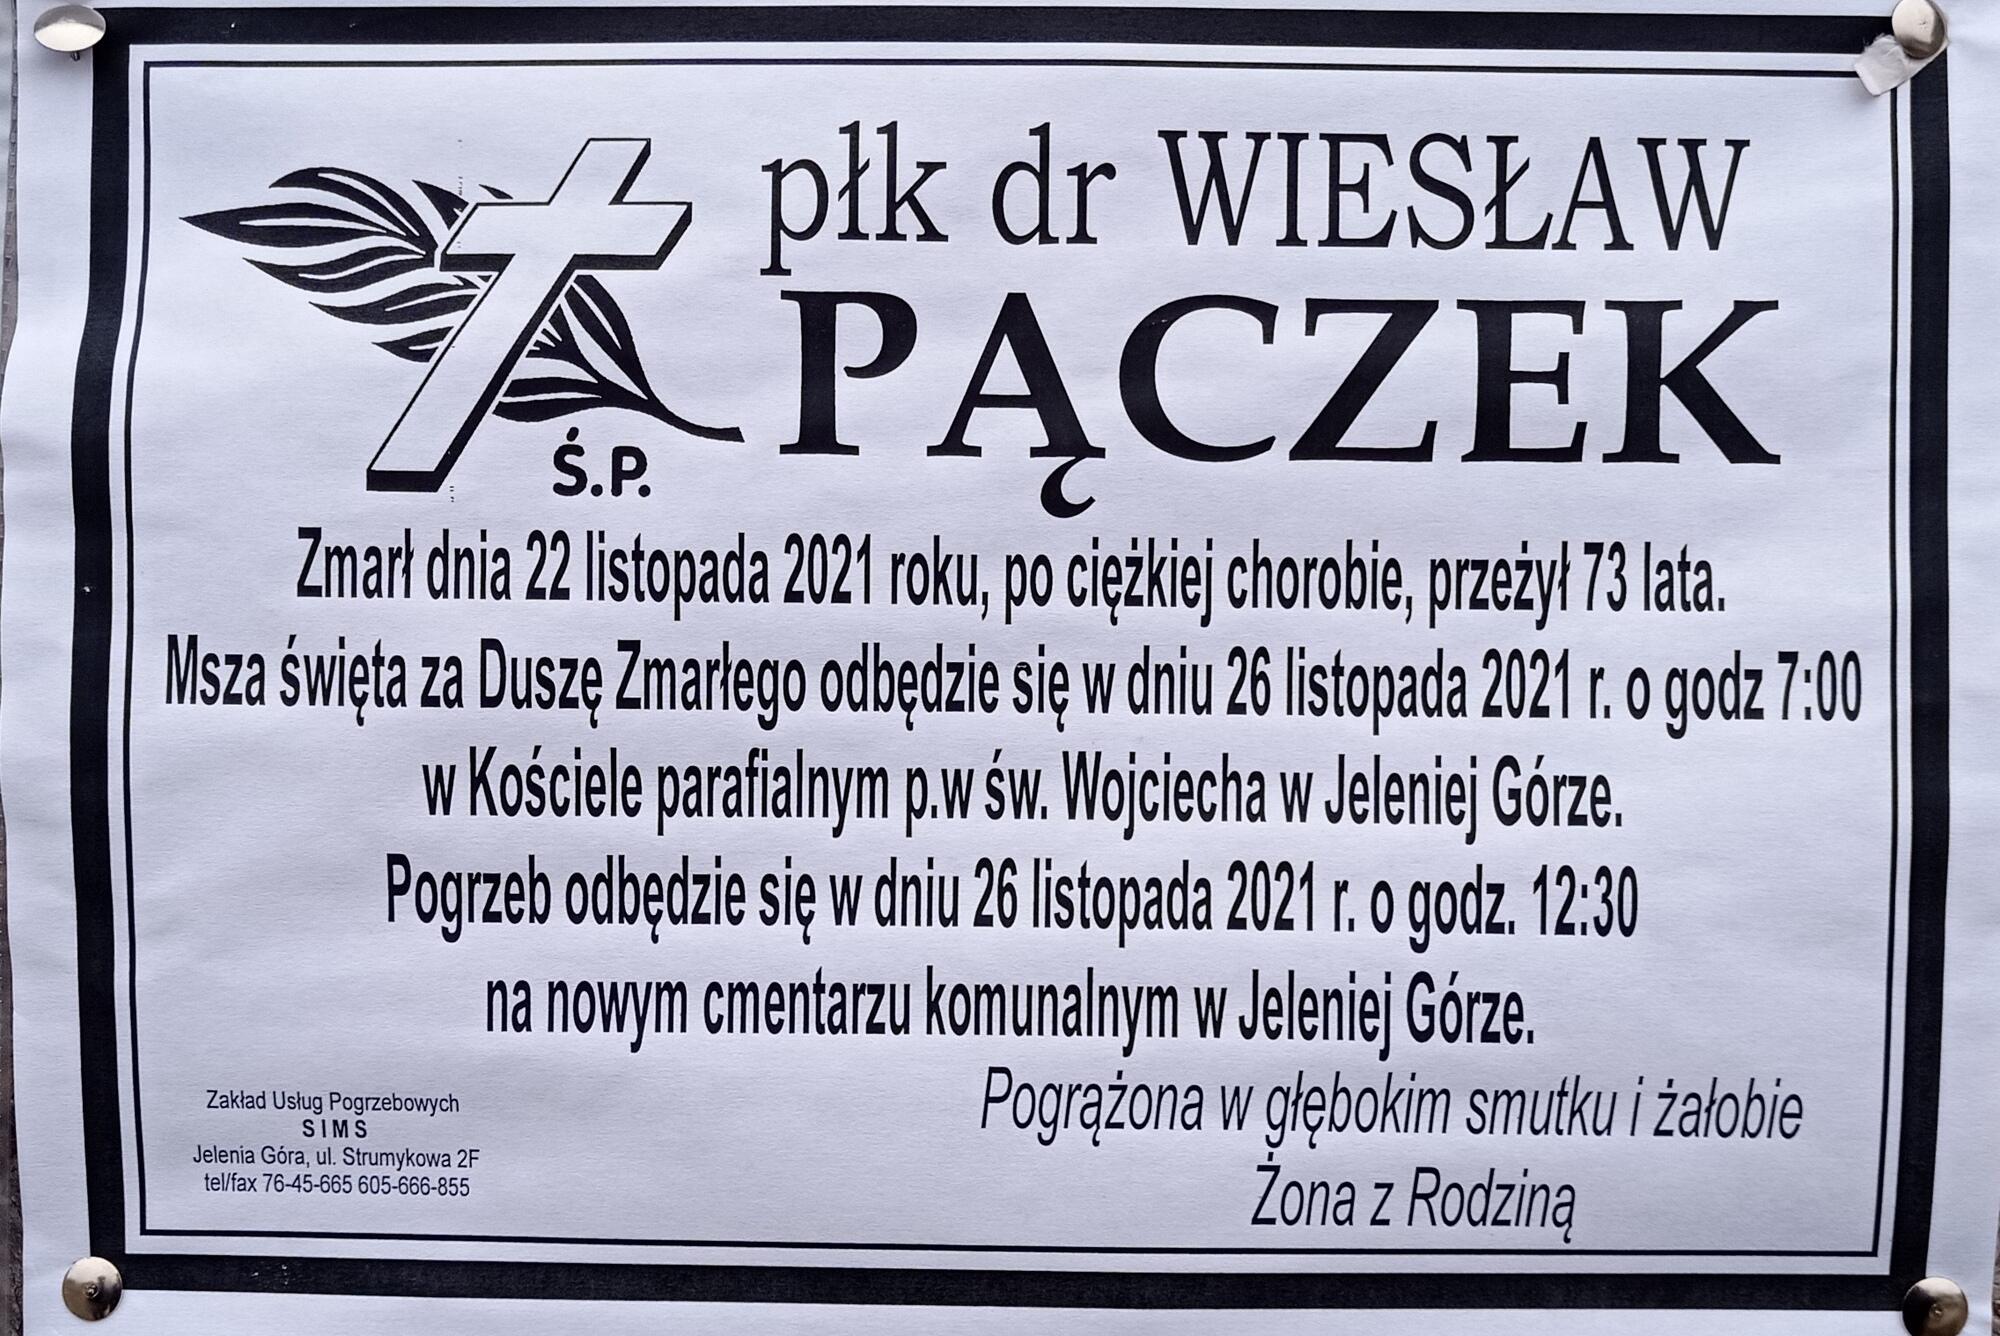 płk dr WIESŁAW
PĄCZEK
Ś.P.
Zmarł dnia 22 listopada 2021 roku, po ciężkiej chorobie, przeżył 73 lata.
Msza święta za Duszę Zmarłego odbędzie się w dniu 26 listopada 2021 r. o godz 7:00
w Kościele parafialnym p.w św. Wojciecha w Jeleniej Górze.
Pogrzeb odbędzie się w dniu 26 listopada 2021 r. o godz. 12:30
na nowym cmentarzu komunalnym w Jeleniej Górze.
Pogrążona w głębokim smutku i żałobie
Żona z Rodziną
Zakład Usług Pogrzebowych
SIMS
Jelenia Góra, ul. Strumykowa 2F
tel/fax 76-45-665 605-666-855